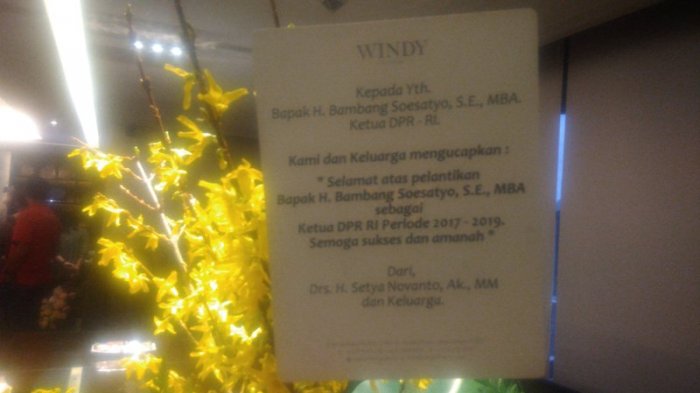 WINDY
Kepada Yth.
Bapak H. Bambang Soesatyo, S.E., MBA.
Ketua DPR - RI.
Kami dan Keluarga mengucapkan :
" Selamat atas pelantikan
Bapak H. Bambang Soesatyo, S.E., MBA
sebagai
Ketua DPR RI Periode 2017 - 2019.
Semoga sukses dan amanah "
Dari,
Drs. H. Setya Novanto, Ak., MM
dan Keluarga.